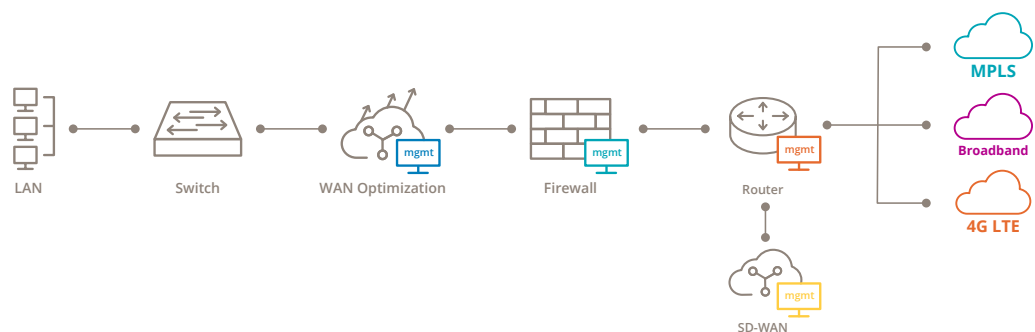 MPLS
mgmt
mgmt
mgmt
Broadband
LAN
Switch
WAN Optimization
Firewall
Router
4G LTE
mgmt
SD-WAN